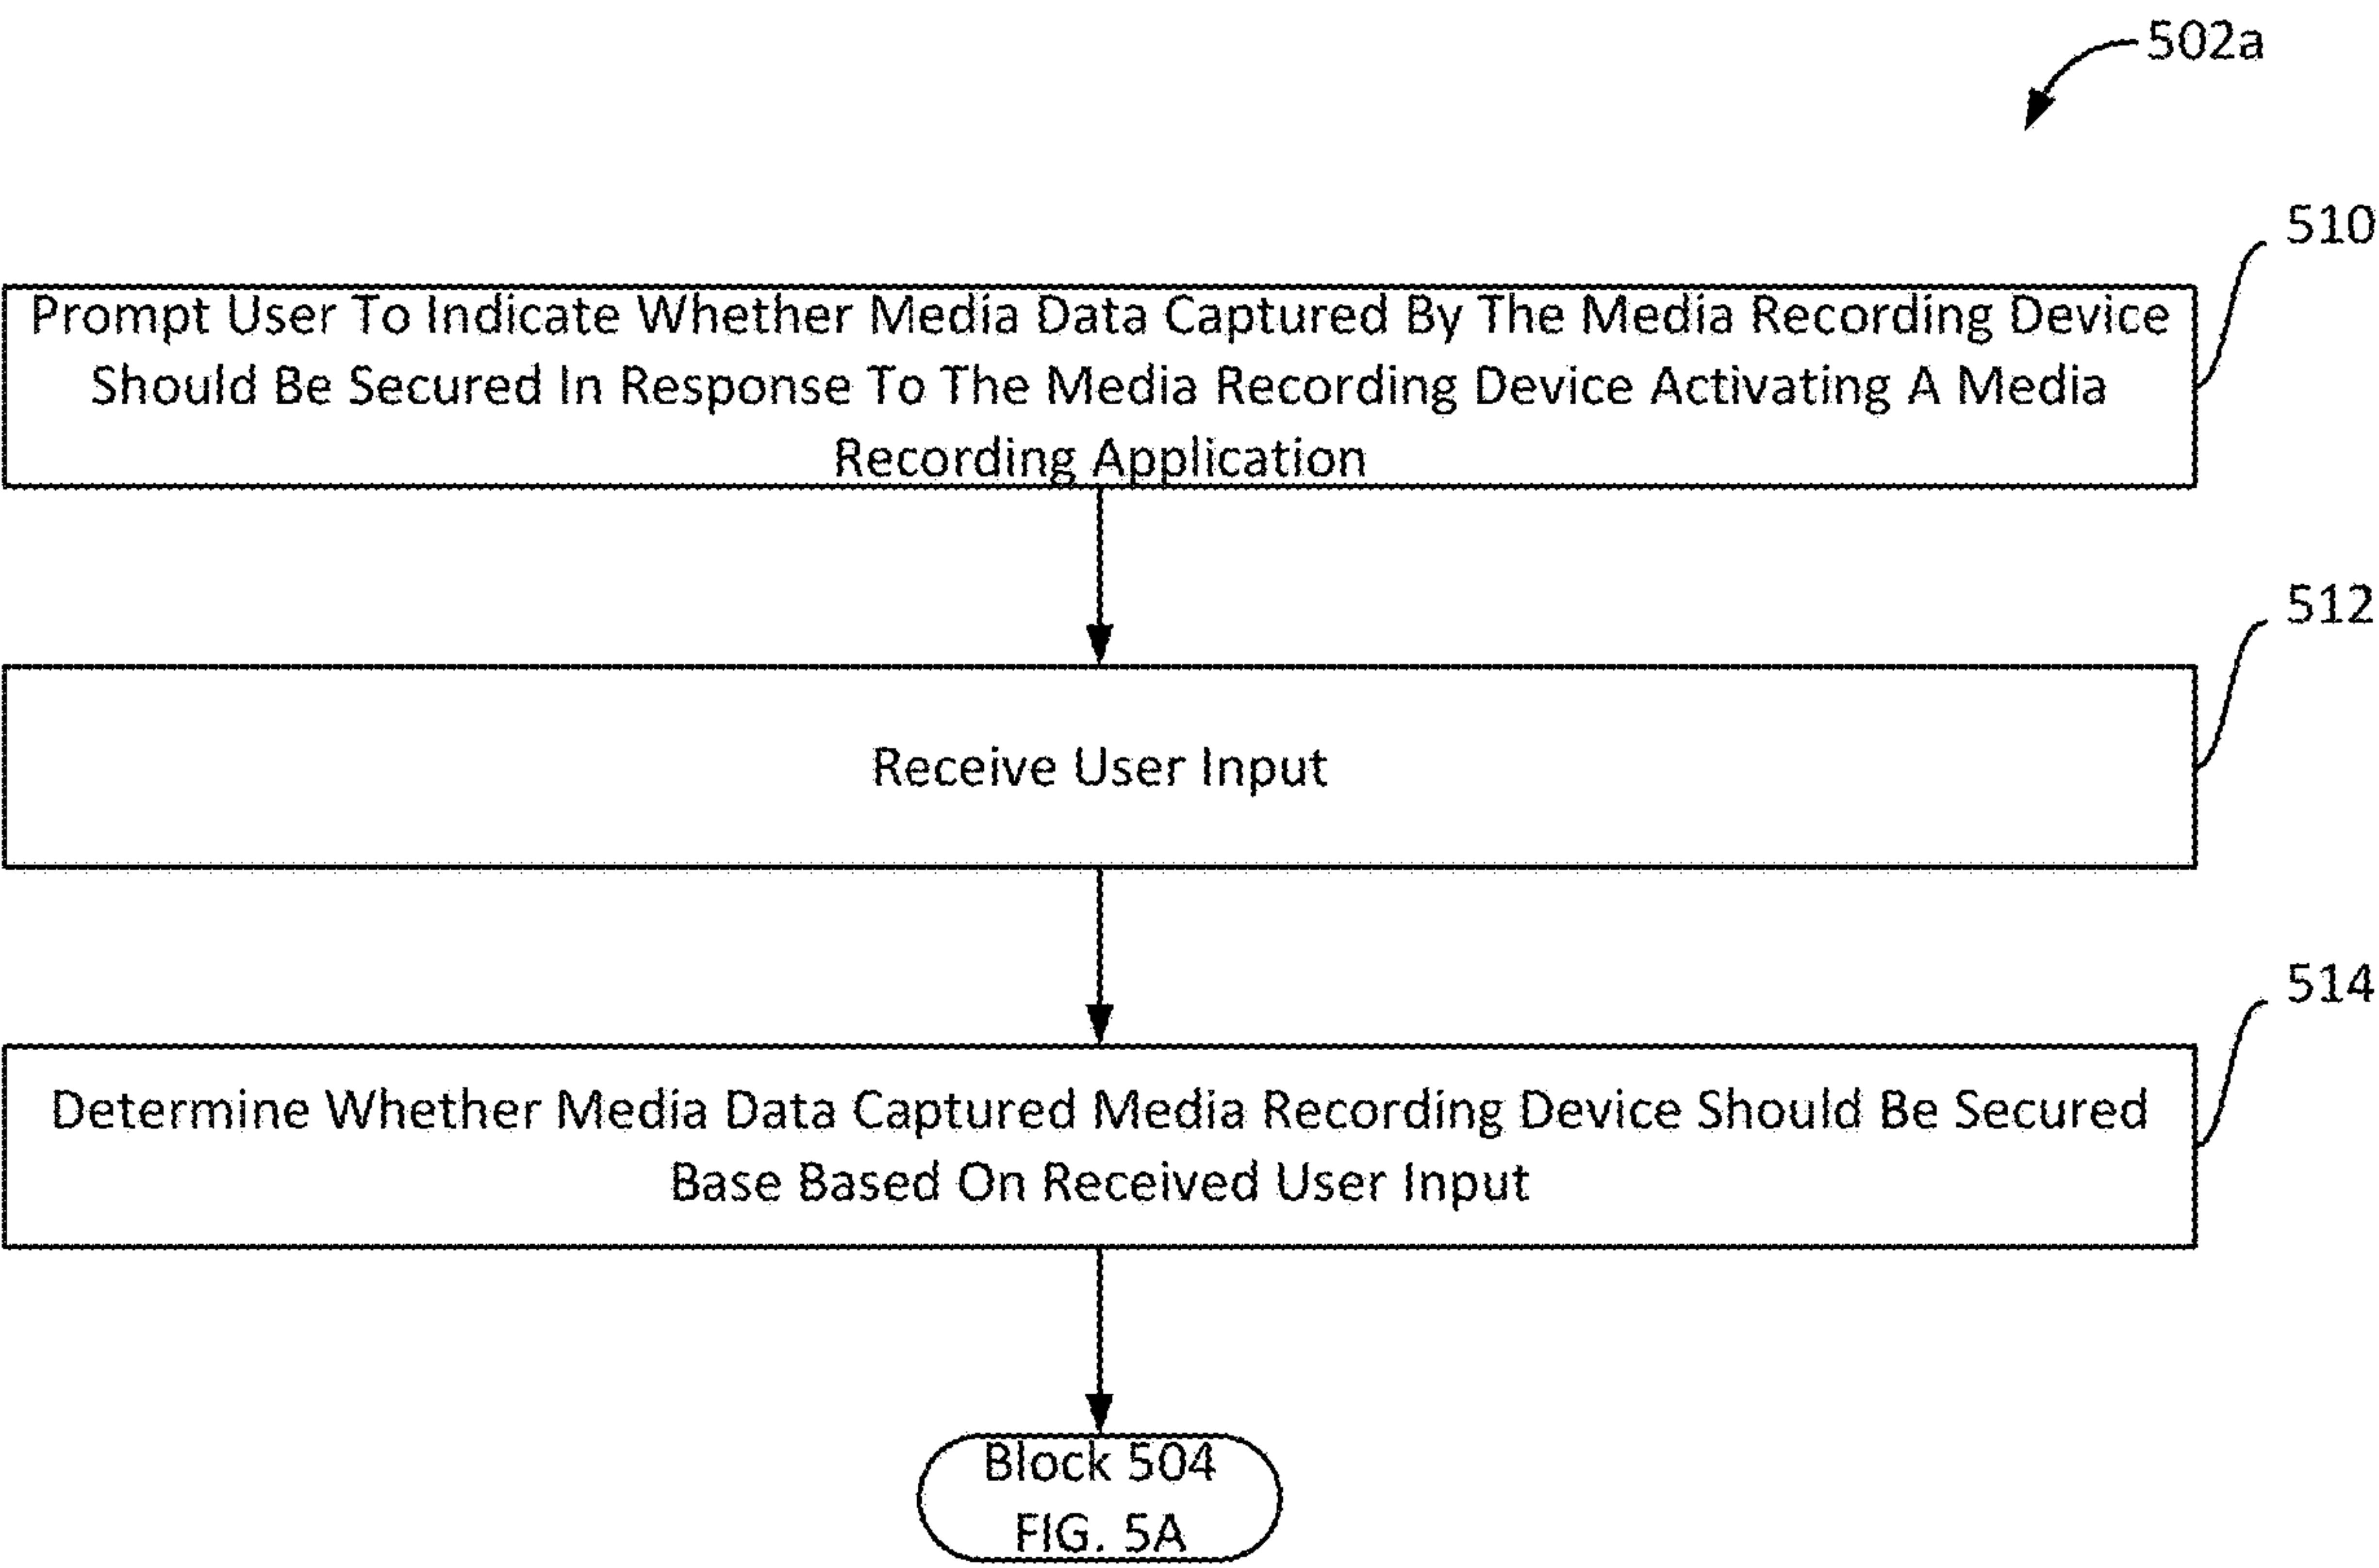 502a
510
Prompt User To Indicate Whether Media Data Captured By The Media Recording Device
Should Be Secured In Response To The Media Recording Device Activating A Media
Recording Application
512
Receive User Input
514
Determine Whether Media Data Captured Media Recording Device Should Be Secured
Base Based On Received User Input
Block 504
FIG. 5A